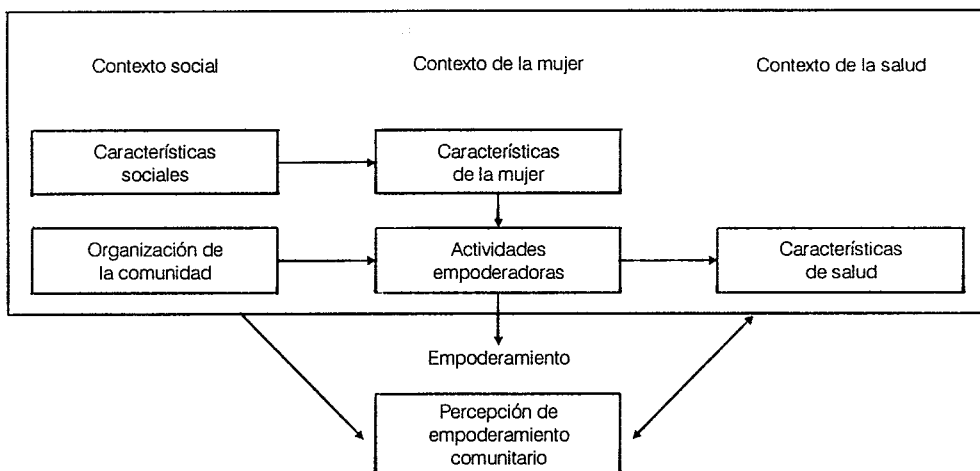 Contexto social
Contexto de la mujer
Contexto de la salud
Características
sociales
Características
de la mujer
Organización de
la comunidad
Actividades
empoderadoras
Características
de salud
Empoderamiento
Percepción de
empoderamiento
comunitario